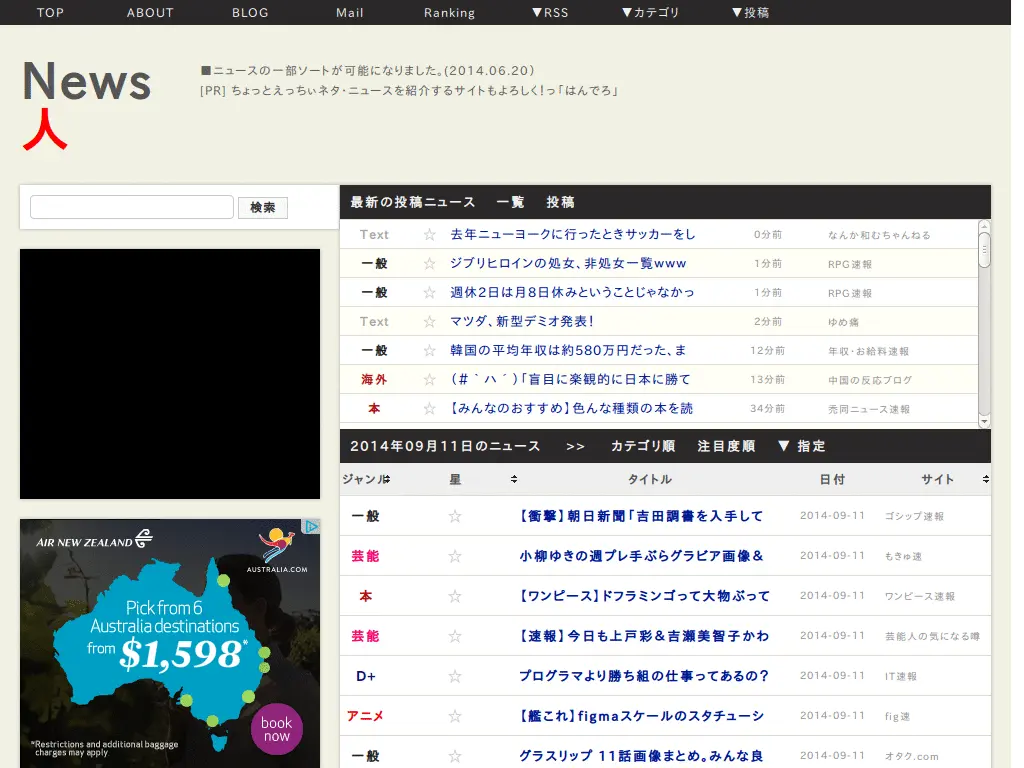 TOP ABOUT BLOG Mail Ranking ▼RSS ▼カテゴリ ▼投稿
News
人
■ニュースの一部ソートが可能になりました。(2014.06.20)
[PR] ちょっとえっちぃネタ・ニュースを紹介するサイトもよろしく!っ「はんでろ」
検索
最新の投稿ニュース 一覧 投稿
Text ☆ 去年ニューヨークに行ったときサッカーをし 0分前 なんか和むちゃんねる
一般 ☆ ジブリヒロインの処女、非処女一覧www 1分前 RPG速報
一般 ☆ 週休2日は月8日休みということじゃなかっ 1分前 RPG速報
Text ☆ マツダ、新型デミオ発表! 2分前 ゆめ痛
一般 ☆ 韓国の平均年収は約580万円だった、ま 12分前 年収・お給料速報
海外 ☆ (#`ハ´)「盲目に楽観的に日本に勝て 13分前 中国の反応ブログ
本 ☆ 【みんなのおすすめ】色んな種類の本を読 34分前 禿同ニュース速報
2014年09月11日のニュース >> カテゴリ順 注目度順 ▼ 指定
ジャンル 星 タイトル 日付 サイト
一般 ☆ 【衝撃】朝日新聞「吉田調書を入手して 2014-09-11 ゴシップ速報
芸能 ☆ 小柳ゆきの週プレ手ぶらグラビア画像& 2014-09-11 もきゅ速
本 ☆ 【ワンピース】ドフラミンゴって大物ぶって 2014-09-11 ワンピース速報
芸能 ☆ 【速報】今日も上戸彩&吉瀬美智子かわ 2014-09-11 芸能人の気になる噂
D+ ☆ プログラマより勝ち組の仕事ってあるの? 2014-09-11 IT速報
アニメ ☆ 【艦これ】figmaスケールのスタチューシ 2014-09-11 fig速
一般 ☆ グラスリップ 11話画像まとめ。みんな良 2014-09-11 オタク.com
AIR NEW ZEALAND
AUSTRALIA.COM
Pick from 6
Australia destinations
from $1,598*
book
now
*Restrictions and additional baggage
charges may apply